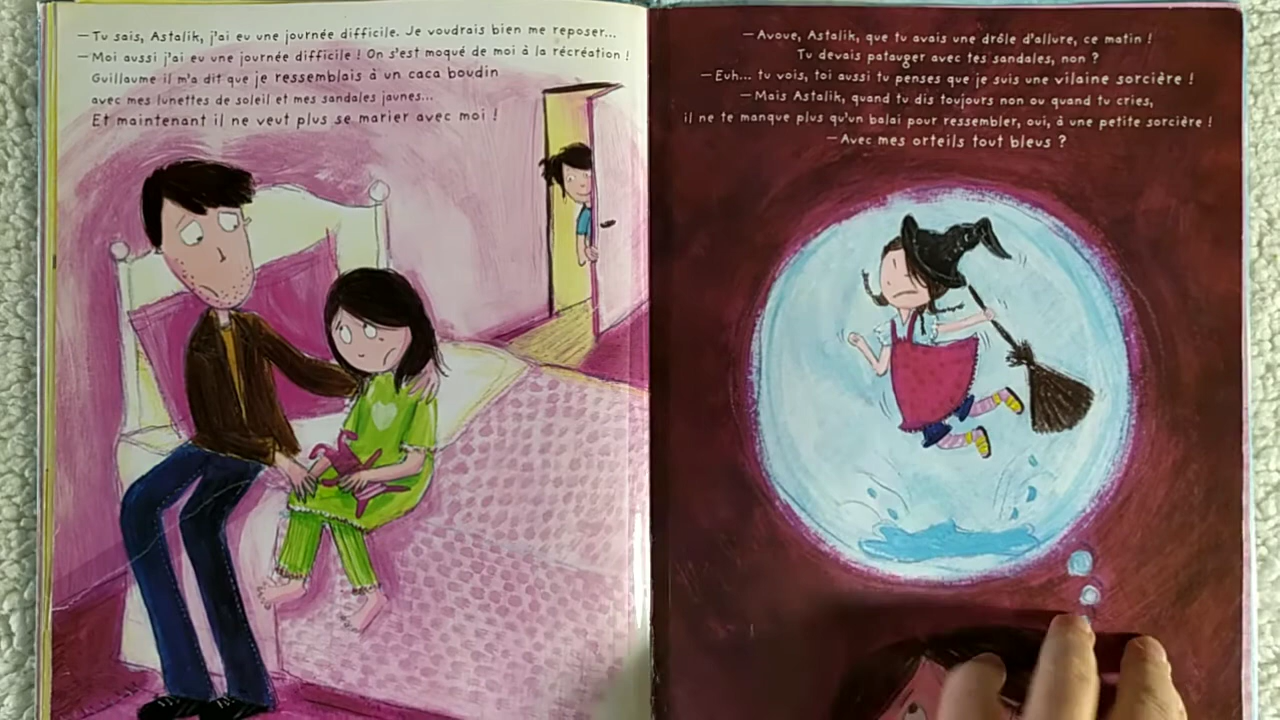 — Tu sais, Astalik, j'ai eu une journée difficile. Je voudrais bien me reposer...
— Moi aussi j'ai eu une journée difficile ! On s'est moqué de moi à la récréation !
Guillaume il m'a dit que je ressemblais à un caca boudin
avec mes lunettes de soleil et mes sandales jaunes...
Et maintenant il ne veut plus se marier avec moi !
— Avoue, Astalik, que tu avais une drôle d'allure, ce matin !
Tu devais patauger avec tes sandales, non ?
— Euh... tu vois, toi aussi tu penses que je suis une vilaine sorcière !
— Mais Astalik, quand tu dis toujours non ou quand tu cries,
il ne te manque plus qu'un balai pour ressembler, oui, à une petite sorcière !
— Avec mes orteils tout bleus ?